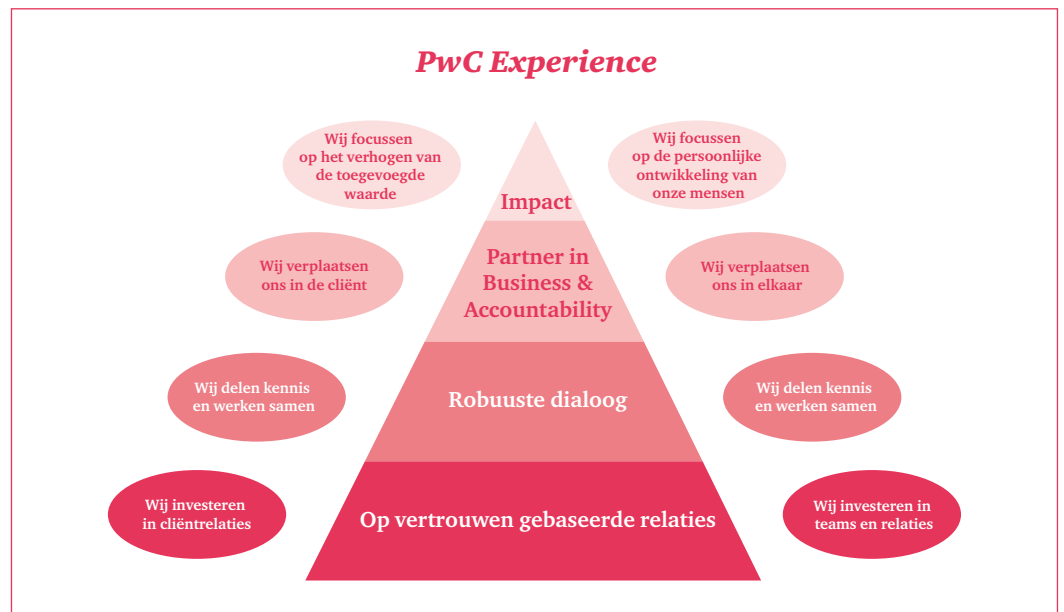 PwC Experience
Wij focussen
op het verhogen van
de toegevoegde
waarde
Wij focussen
op de persoonlijke
ontwikkeling van
onze mensen
Impact
Wij verplaatsen
ons in de cliënt
Partner in
Business &
Accountability
Wij verplaatsen
ons in elkaar
Wij delen kennis
en werken samen
Robuuste dialoog
Wij delen kennis
en werken samen
Wij investeren
in cliëntrelaties
Op vertrouwen gebaseerde relaties
Wij investeren in
teams en relaties